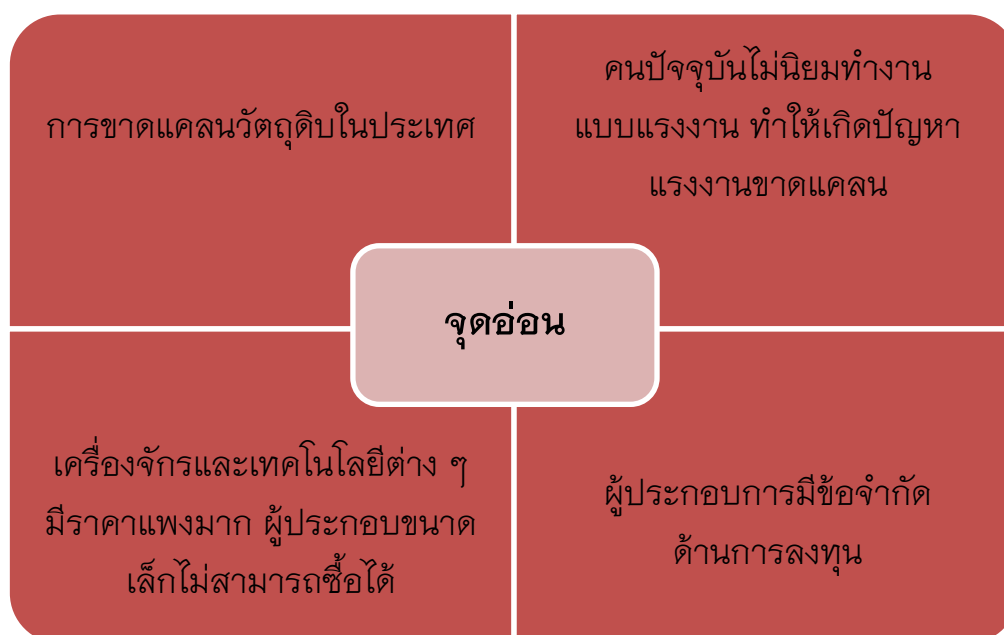 การขาดแคลนวัตถุดิบในประเทศ
คนปัจจุบันไม่นิยมทำงาน
แบบแรงงาน ทำให้เกิดปัญหา
แรงงานขาดแคลน
จุดอ่อน
เครื่องจักรและเทคโนโลยีต่าง ๆ
มีราคาแพงมาก ผู้ประกอบขนาด
เล็กไม่สามารถซื้อได้
ผู้ประกอบการมีข้อจำกัด
ด้านการลงทุน